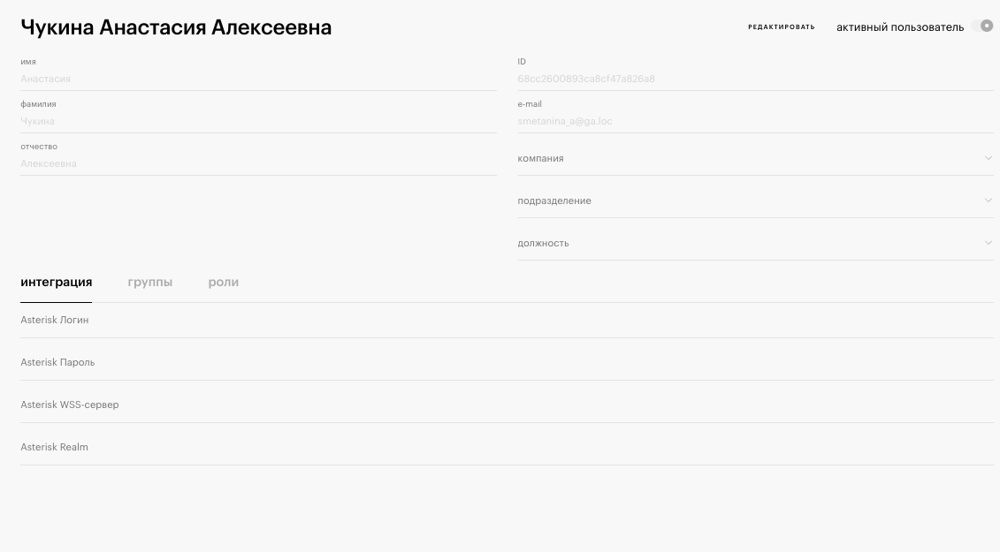 Чукина Анастасия Алексеевна
РЕДАКТИРОВАТЬ
активный пользователь
имя
Анастасия
фамилия
Чукина
отчество
Алексеевна
ID
68cc2600893ca8cf47a826a8
e-mail
smetanina_a@ga.loc
компания
подразделение
должность
интеграция группы роли
Asterisk Логин
Asterisk Пароль
Asterisk WSS-сервер
Asterisk Realm